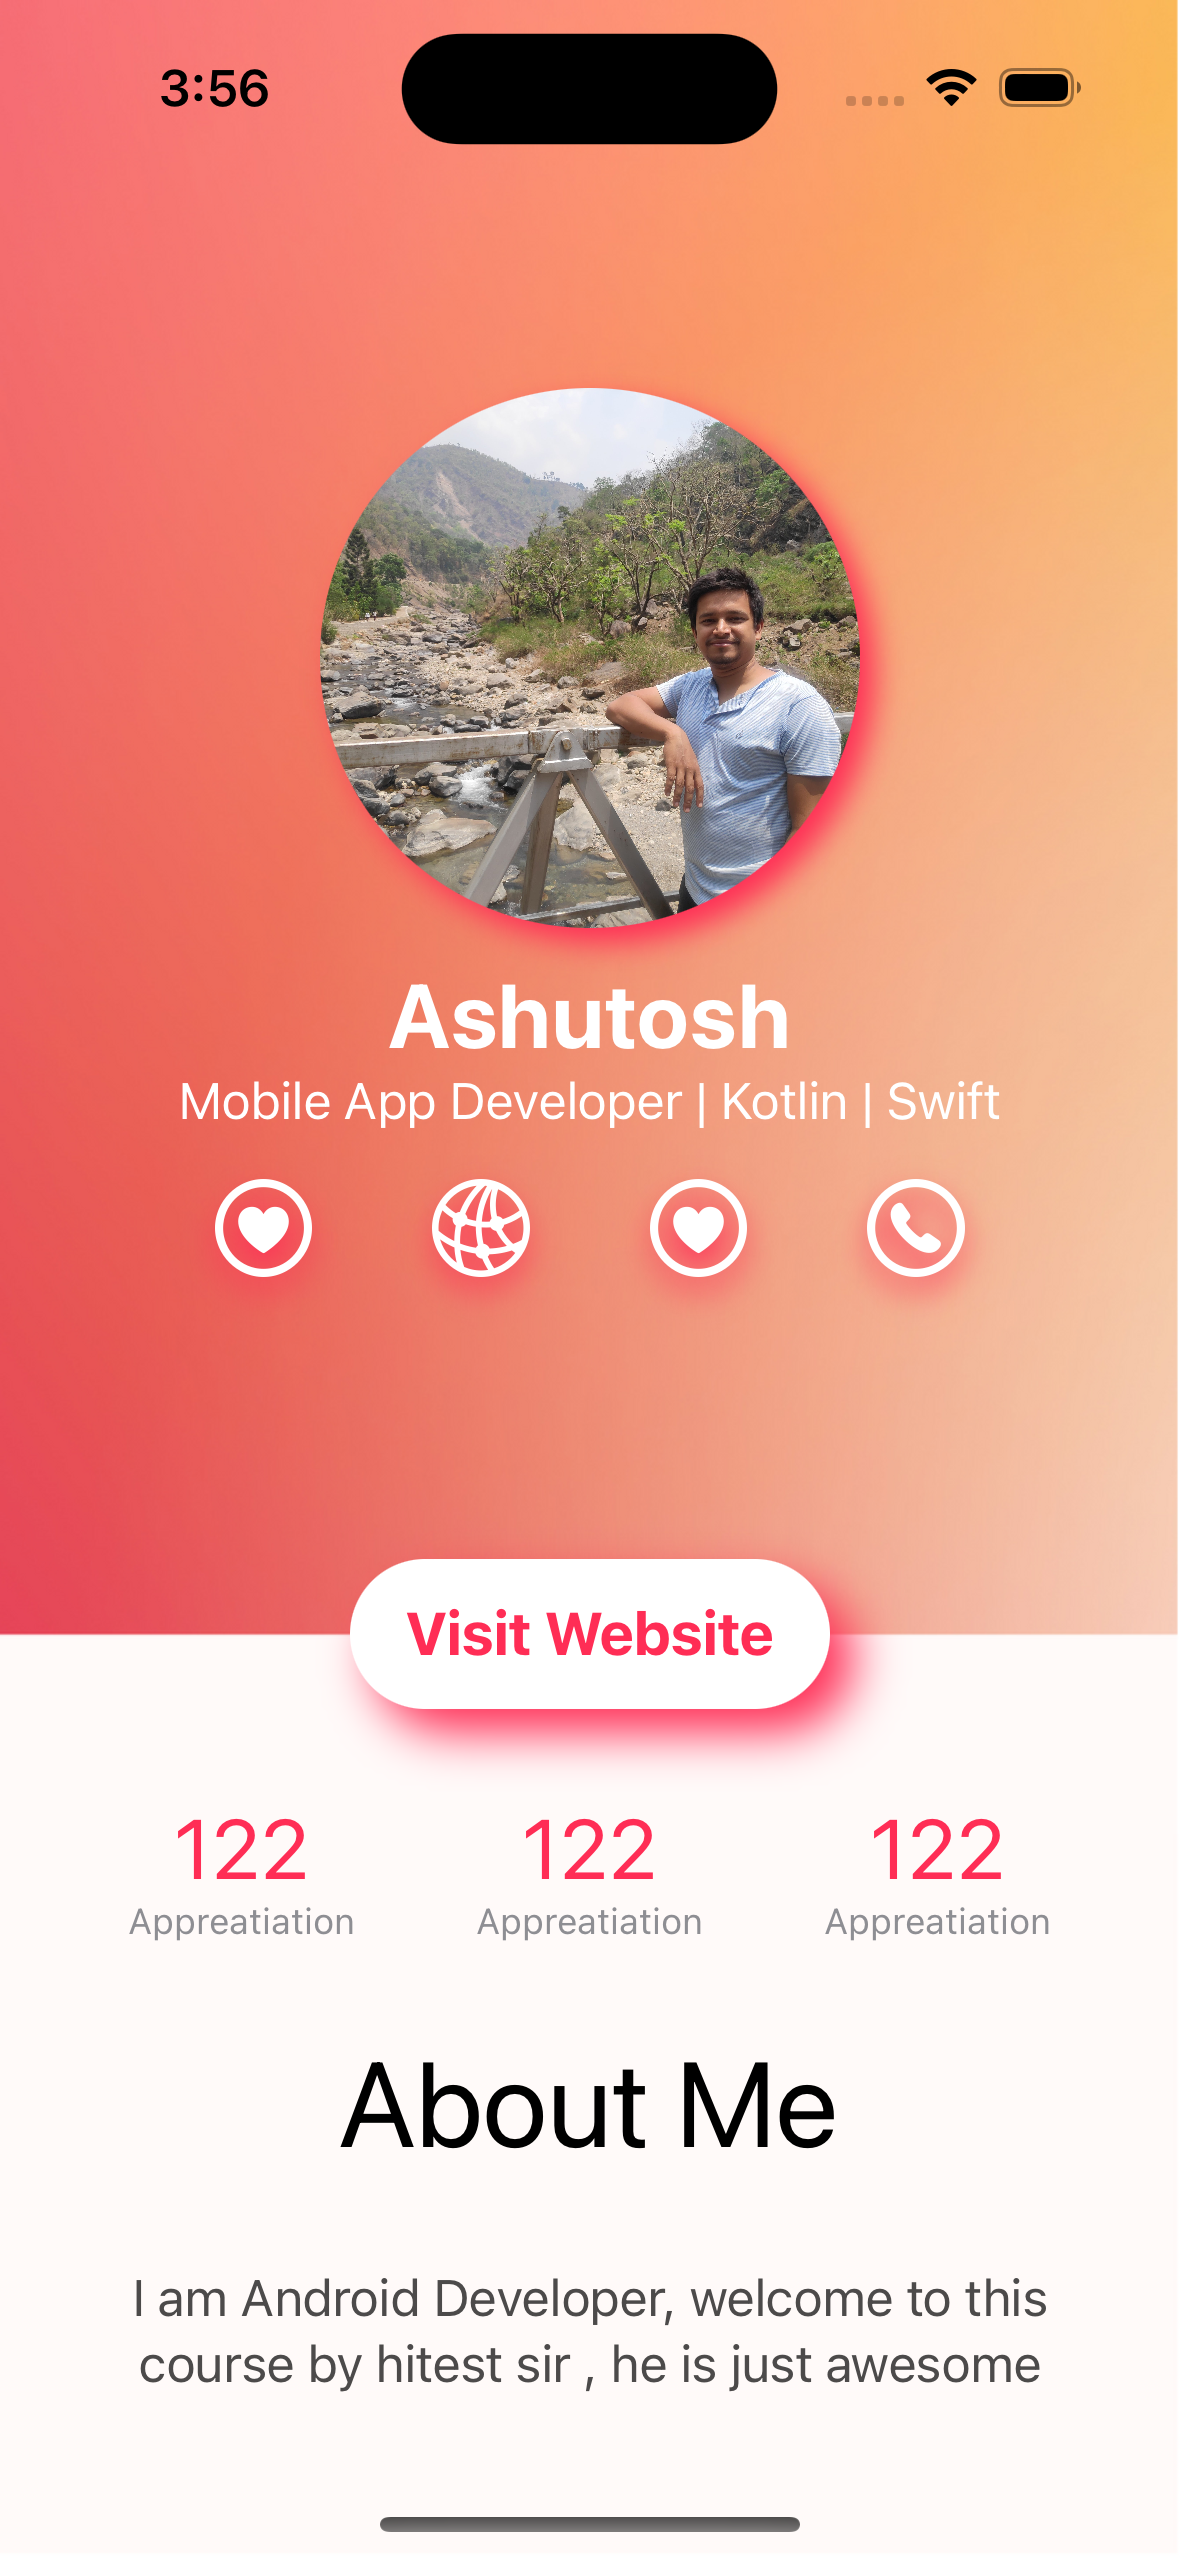 3:56
Ashutosh
Mobile App Developer | Kotlin | Swift
Visit Website
122 122 122
Appreatiation Appreatiation Appreatiation
About Me
I am Android Developer, welcome to this
course by hitest sir , he is just awesome